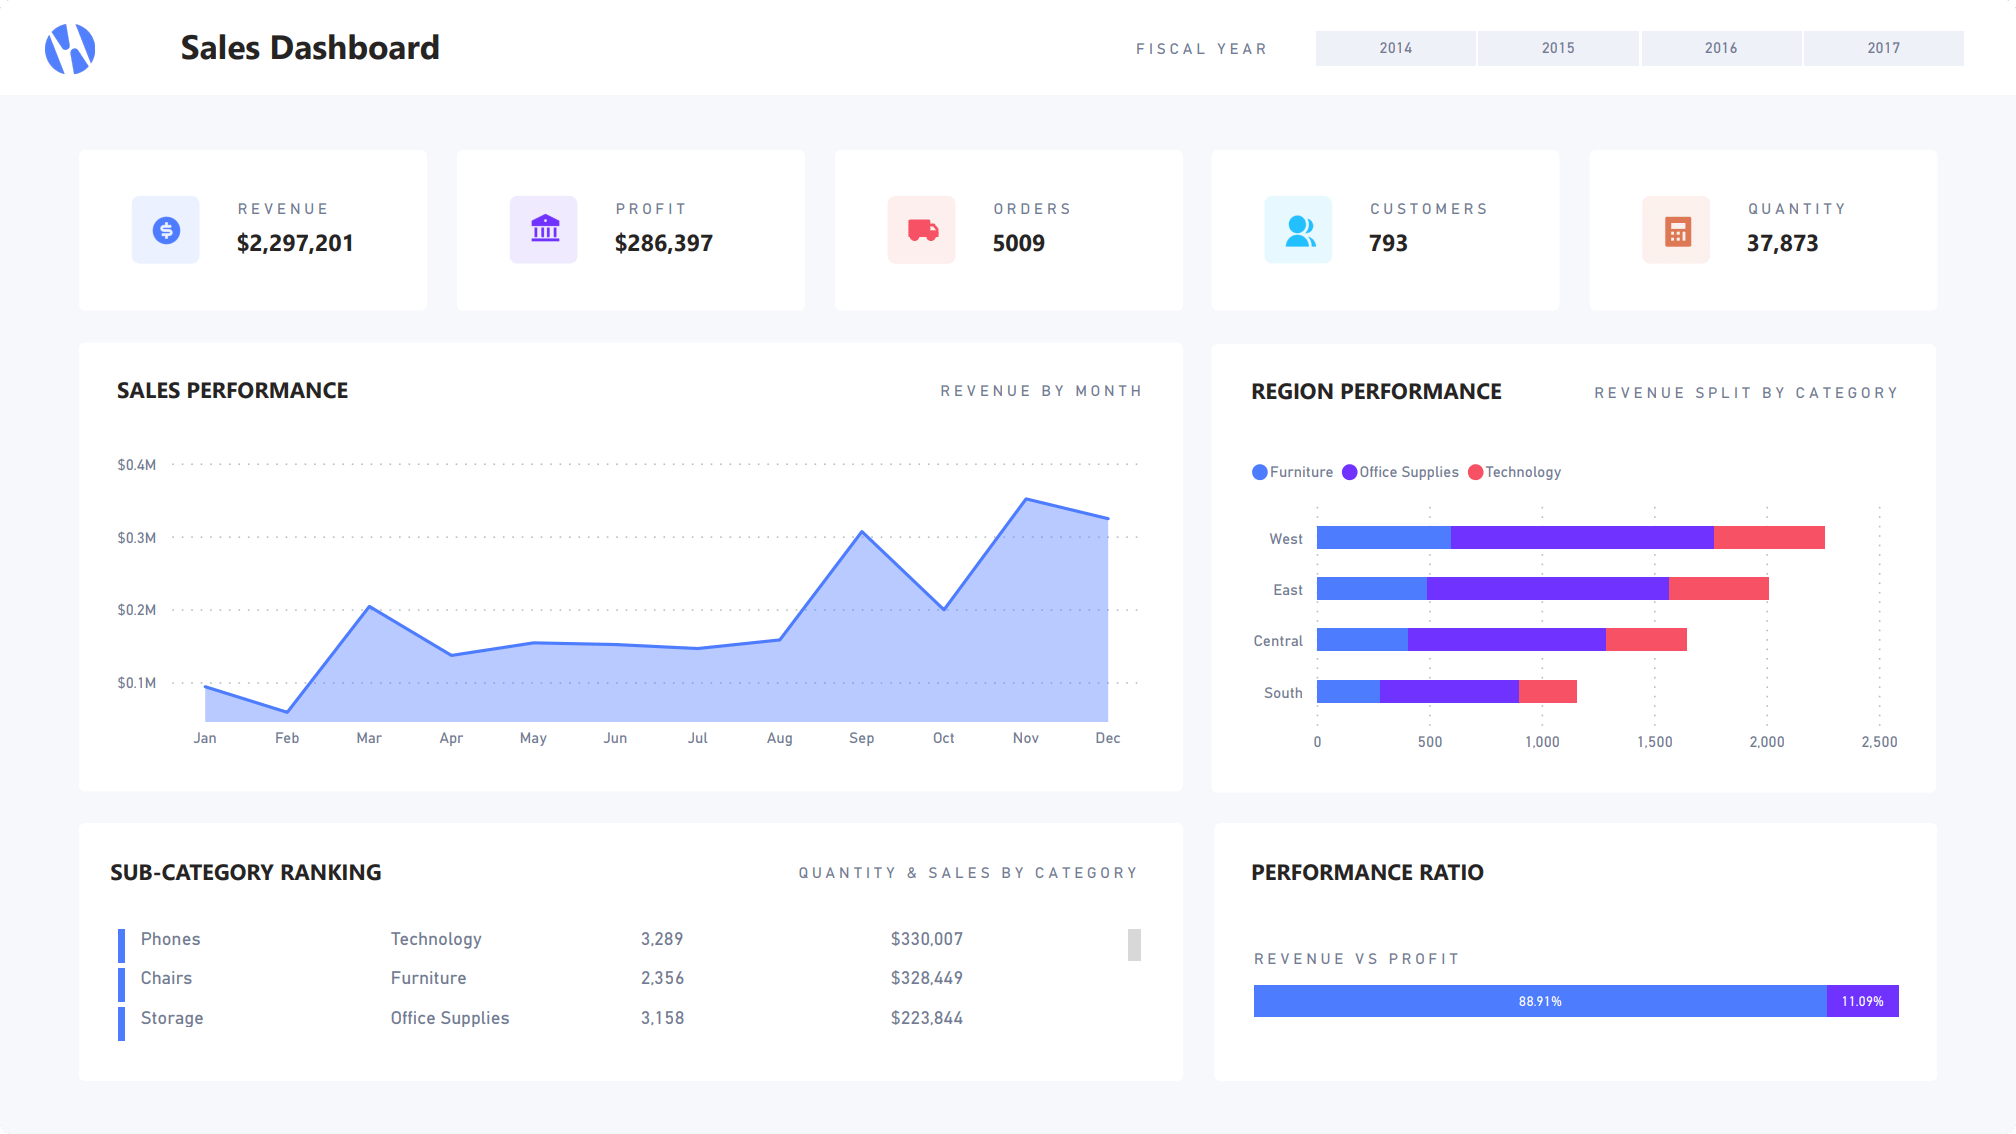 Sales Dashboard
FISCAL YEAR
2014 2015 2016 2017
REVENUE
$2,297,201
PROFIT
$286,397
ORDERS
5009
CUSTOMERS
793
QUANTITY
37,873
SALES PERFORMANCE
REVENUE BY MONTH
$0.4M
$0.3M
$0.2M
$0.1M
Jan Feb Mar Apr May Jun Jul Aug Sep Oct Nov Dec
REGION PERFORMANCE
REVENUE SPLIT BY CATEGORY
Furniture Office Supplies Technology
West
East
Central
South
0 500 1,000 1,500 2,000 2,500
SUB-CATEGORY RANKING
QUANTITY & SALES BY CATEGORY
Phones Technology 3,289 $330,007
Chairs Furniture 2,356 $328,449
Storage Office Supplies 3,158 $223,844
PERFORMANCE RATIO
REVENUE VS PROFIT
88.91% 11.09%